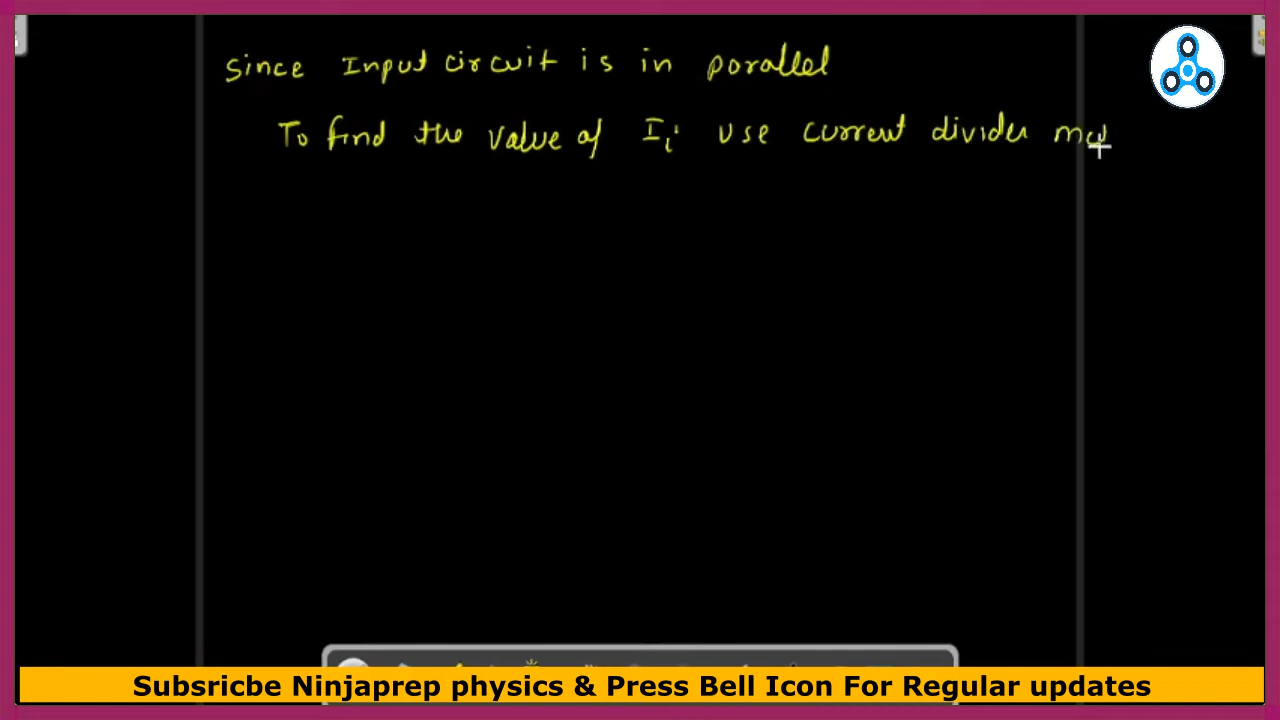 Since Input circuit is in parallel
To find the value of Ii use current divider
Subsricbe Ninjaprep physics & Press Bell Icon For Regular updates